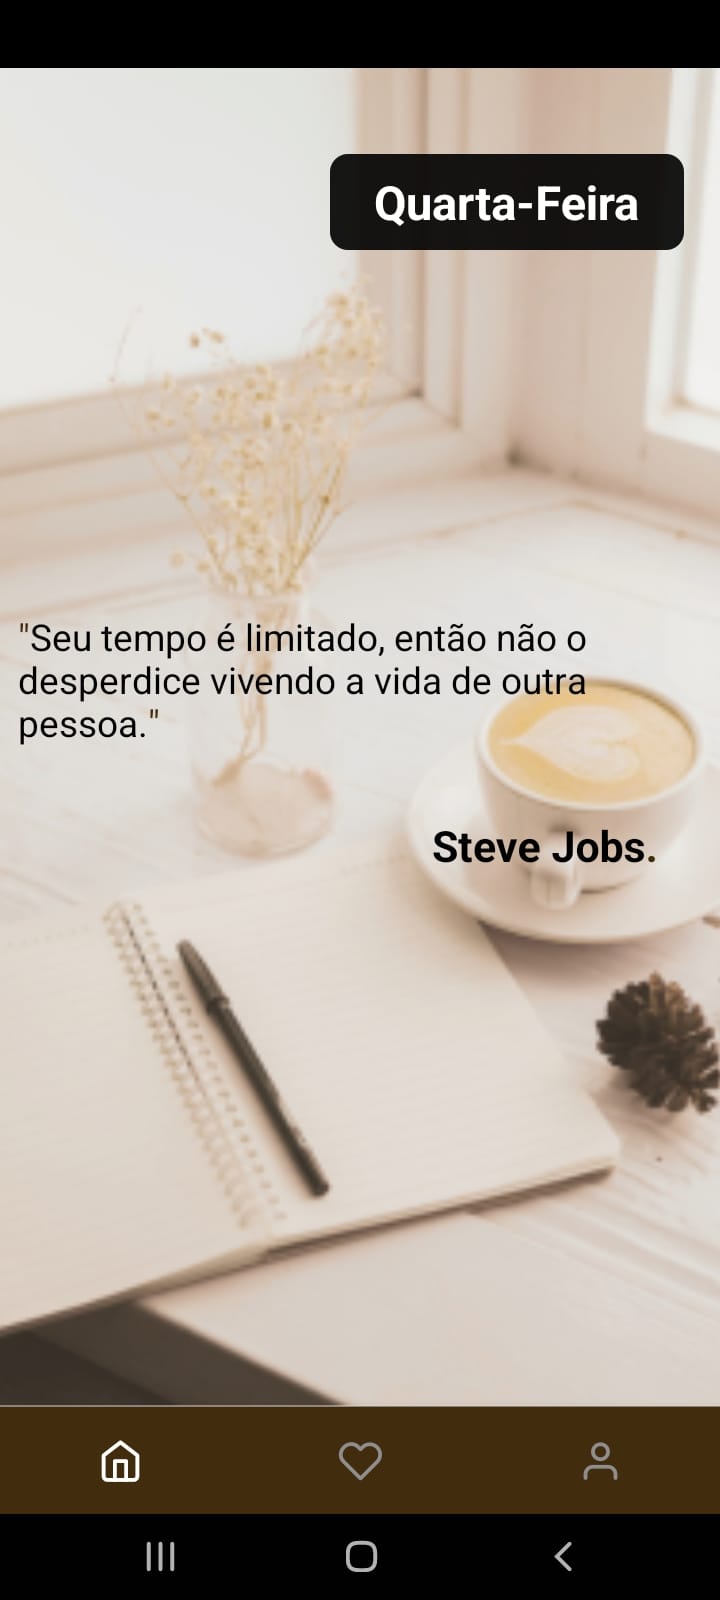 Quarta-Feira
"Seu tempo é limitado, então não o
desperdice vivendo a vida de outra
pessoa."
Steve Jobs.